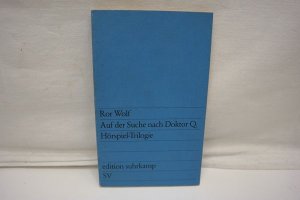 Ror Wolf
Auf der Suche nach Doktor Q.
Hörspiel-Trilogie
edition suhrkamp
SV